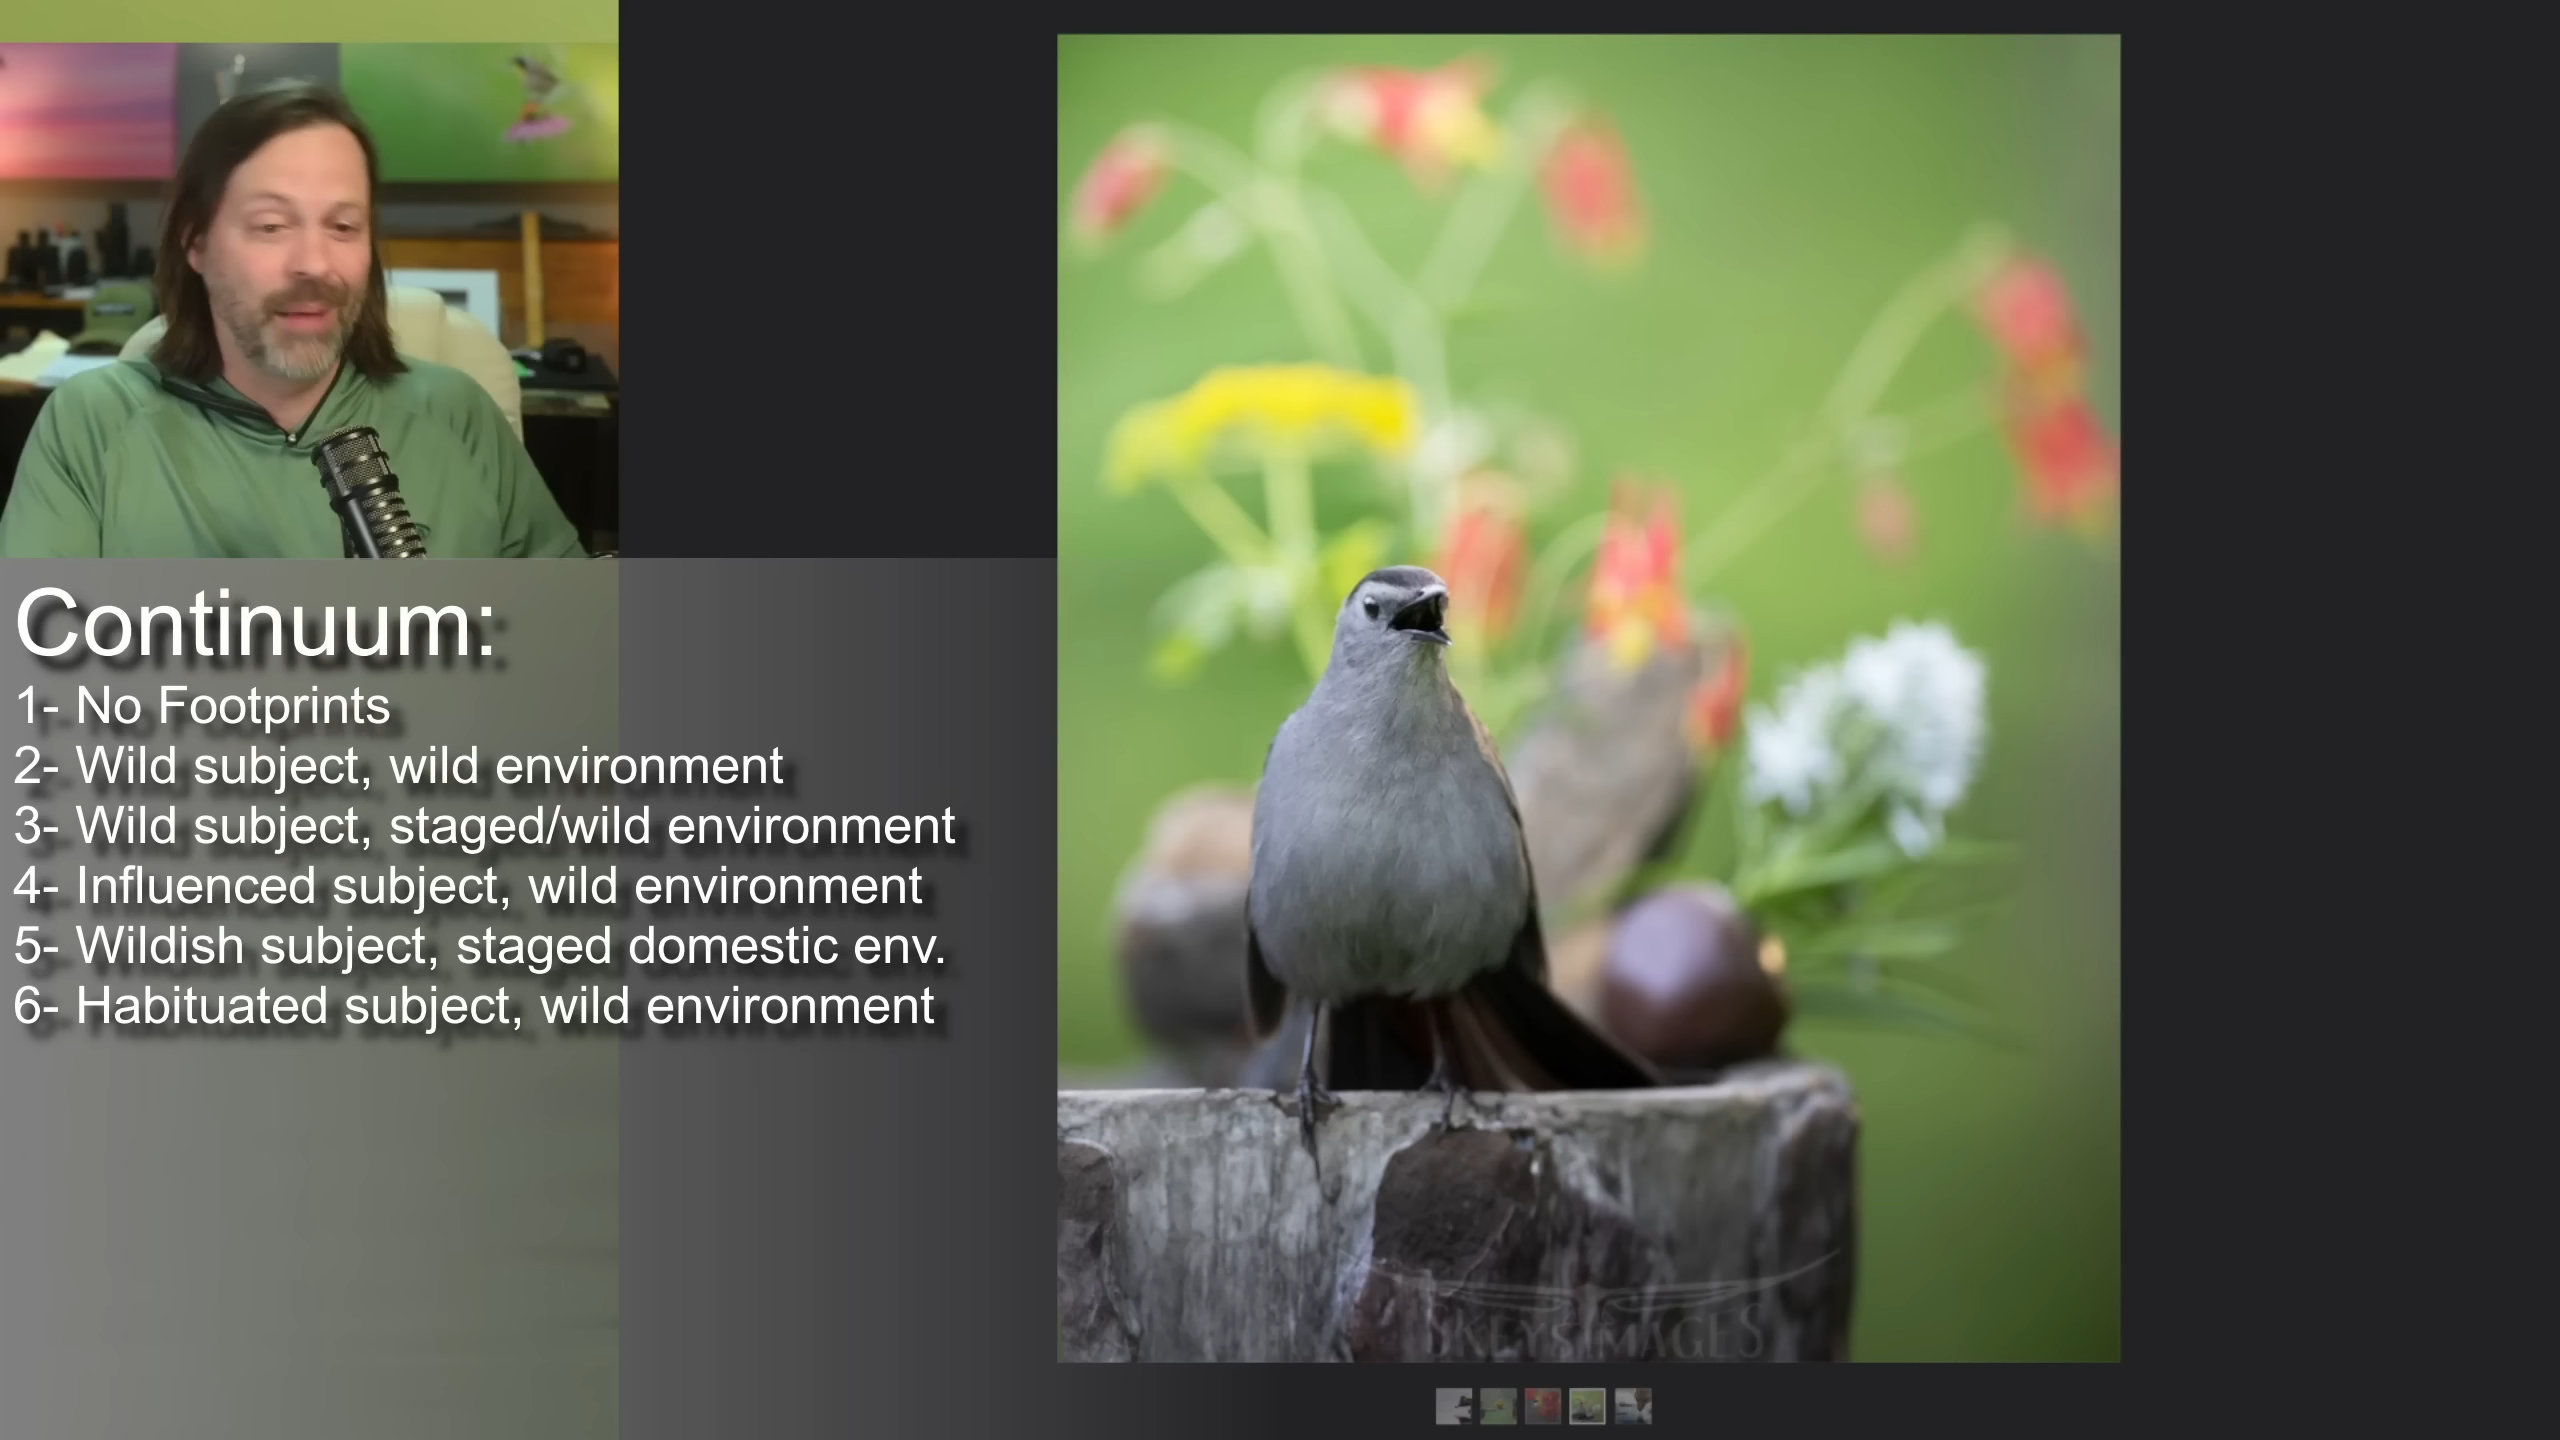 Continuum:
1- No Footprints
2- Wild subject, wild environment
3- Wild subject, staged/wild environment
4- Influenced subject, wild environment
5- Wildish subject, staged domestic env.
6- Habituated subject, wild environment
SKEYSIMAGES